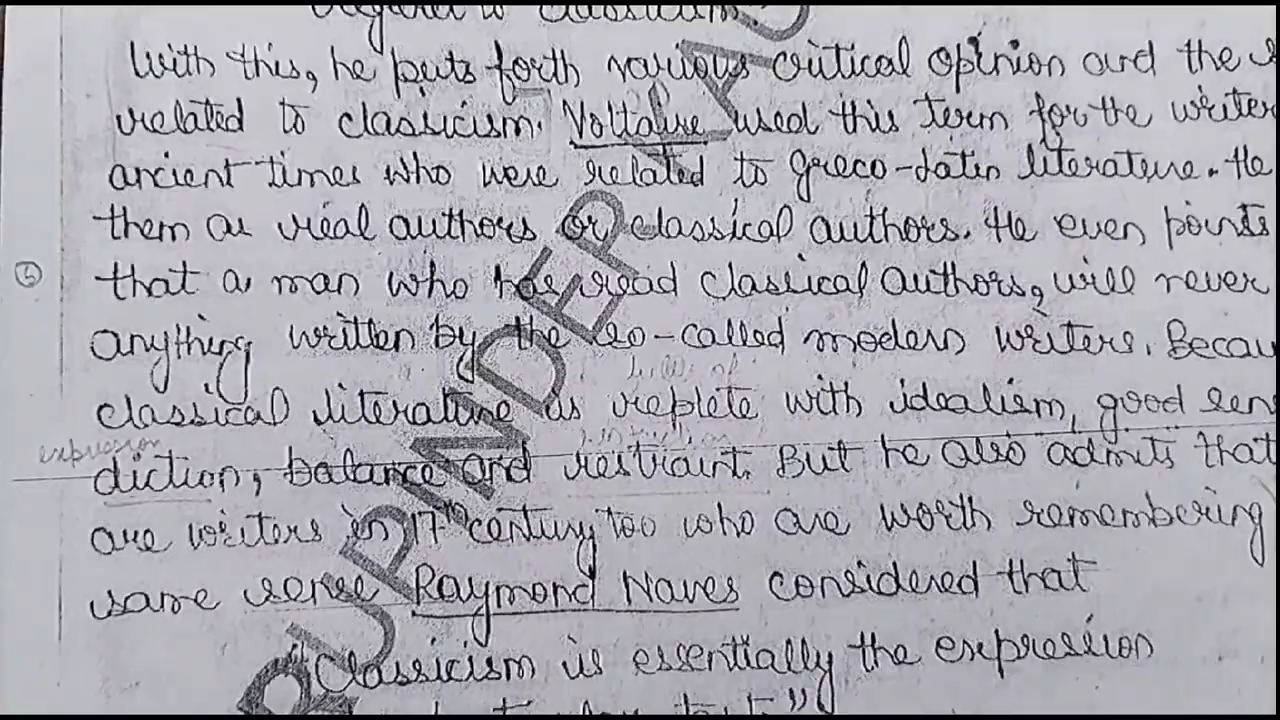 regard to classicism.
With this, he puts forth various critical opinion and the
related to classicism. Voltaire used this term for the writer
ancient times who were related to Greco-Latin literature. He
them as real authors or classical authors. He even points
that a man who has read classical authors, will never
anything written by the so-called modern writers. Becau
classical literature is replete with idealism, good sen
expression
diction, balance and restraint. But he also admits that
are writers in 17th century too who are worth remembering
same sense Raymond Naves considered that
"Classicism is essentially the expression
RUPINDER